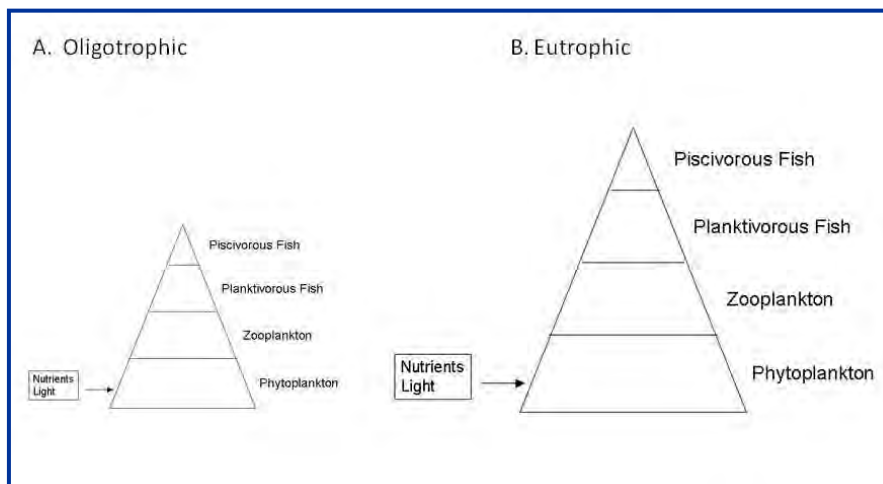 A. Oligotrophic
Piscivorous Fish
Planktivorous Fish
Zooplankton
Phytoplankton
Nutrients
Light
B. Eutrophic
Piscivorous Fish
Planktivorous Fish
Zooplankton
Phytoplankton
Nutrients
Light